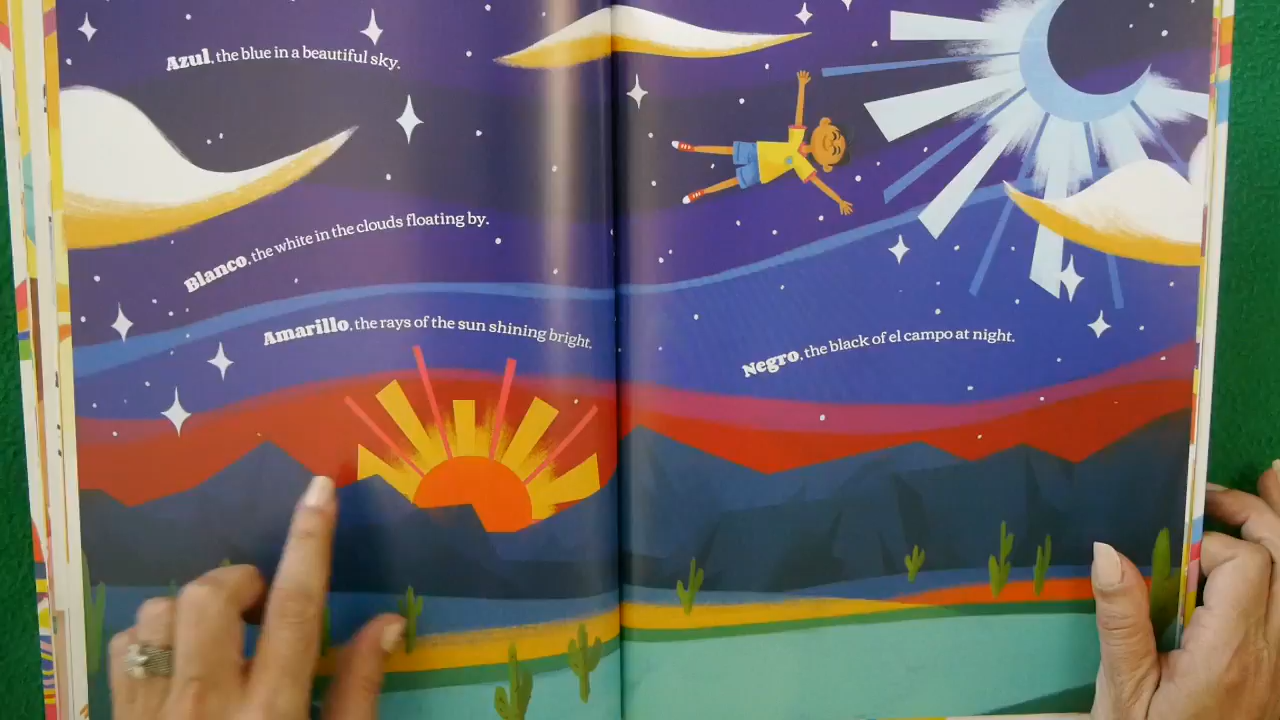 Azul, the blue in a beautiful sky.
Blanco, the white in the clouds floating by.
Amarillo, the rays of the sun shining bright.
Negro, the black of el campo at night.